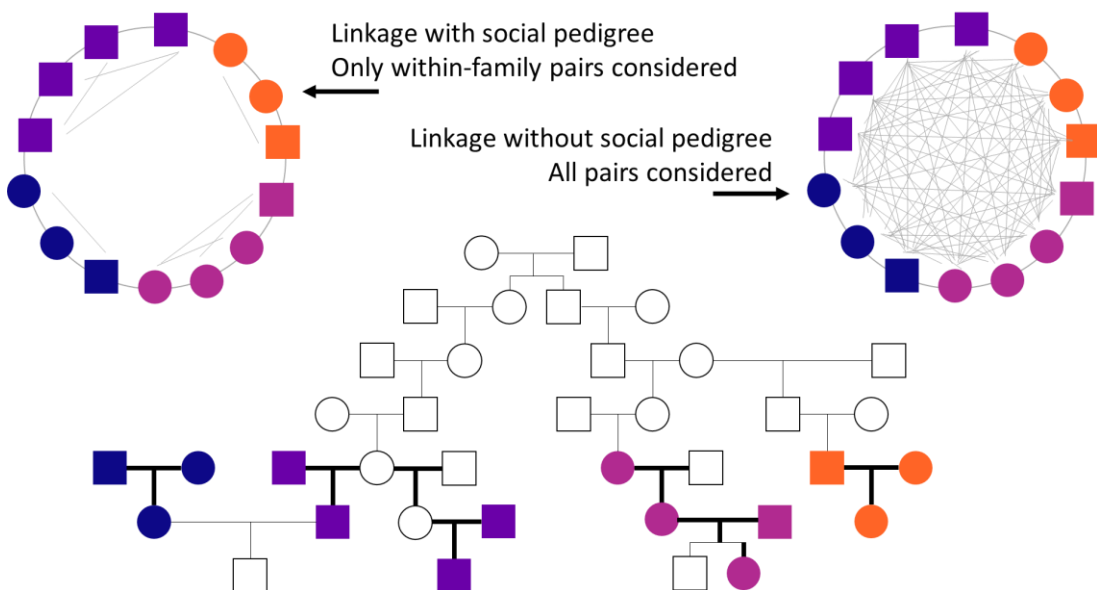 Linkage with social pedigree
Only within-family pairs considered
Linkage without social pedigree
All pairs considered